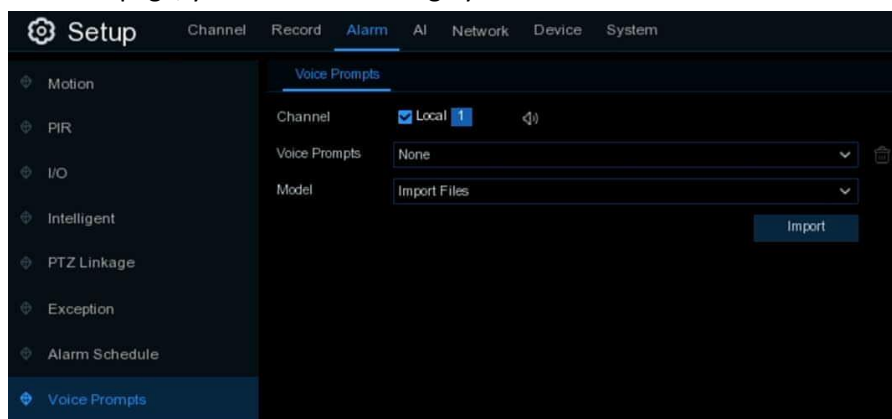 Setup Channel Record Alarm AI Network Device System
Motion
PIR
I/O
Intelligent
PTZ Linkage
Exception
Alarm Schedule
Voice Prompts
Voice Prompts
Channel Local 1
Voice Prompts None
Model Import Files
Import